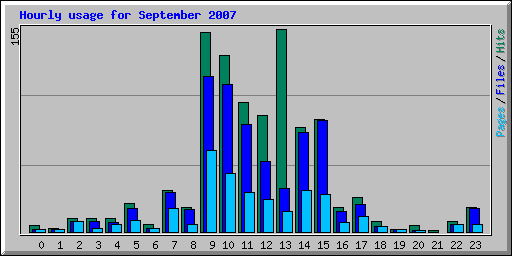 Hourly usage for September 2007
155
Pages/Files/Hits
0 1 2 3 4 5 6 7 8 9 10 11 12 13 14 15 16 17 18 19 20 21 22 23